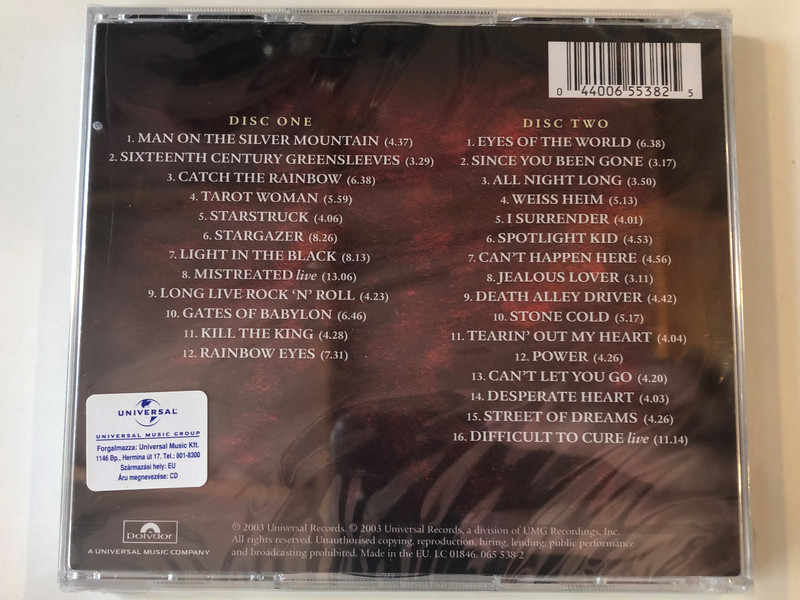 0 44006 55382 5
DISC ONE
1. MAN ON THE SILVER MOUNTAIN (4.37)
2. SIXTEENTH CENTURY GREENSLEEVES (3.29)
3. CATCH THE RAINBOW (6.38)
4. TAROT WOMAN (5.59)
5. STARSTRUCK (4.06)
6. STARGAZER (8.26)
7. LIGHT IN THE BLACK (8.13)
8. MISTREATED live (13.06)
9. LONG LIVE ROCK ‘N’ ROLL (4.23)
10. GATES OF BABYLON (6.46)
11. KILL THE KING (4.28)
12. RAINBOW EYES (7.31)
DISC TWO
1. EYES OF THE WORLD (6.38)
2. SINCE YOU BEEN GONE (3.17)
3. ALL NIGHT LONG (3.50)
4. WEISS HEIM (5.13)
5. I SURRENDER (4.01)
6. SPOTLIGHT KID (4.53)
7. CAN’T HAPPEN HERE (4.56)
8. JEALOUS LOVER (3.11)
9. DEATH ALLEY DRIVER (4.42)
10. STONE COLD (5.17)
11. TEARIN’ OUT MY HEART (4.04)
12. POWER (4.26)
13. CAN’T LET YOU GO (4.20)
14. DESPERATE HEART (4.03)
15. STREET OF DREAMS (4.26)
16. DIFFICULT TO CURE live (11.14)
UNIVERSAL
UNIVERSAL MUSIC GROUP
Forgalmazza: Universal Music Kft.
1146 Bp., Hermina út 17. Tel.: 801-8300
Származási hely: EU
Áru megnevezése: CD
polydor
A UNIVERSAL MUSIC COMPANY
℗ 2003 Universal Records. © 2003 Universal Records, a division of UMG Recordings, Inc.
All rights reserved. Unauthorised copying, reproduction, hiring, lending, public performance
and broadcasting prohibited. Made in the EU. LC 01846. 065 538-2